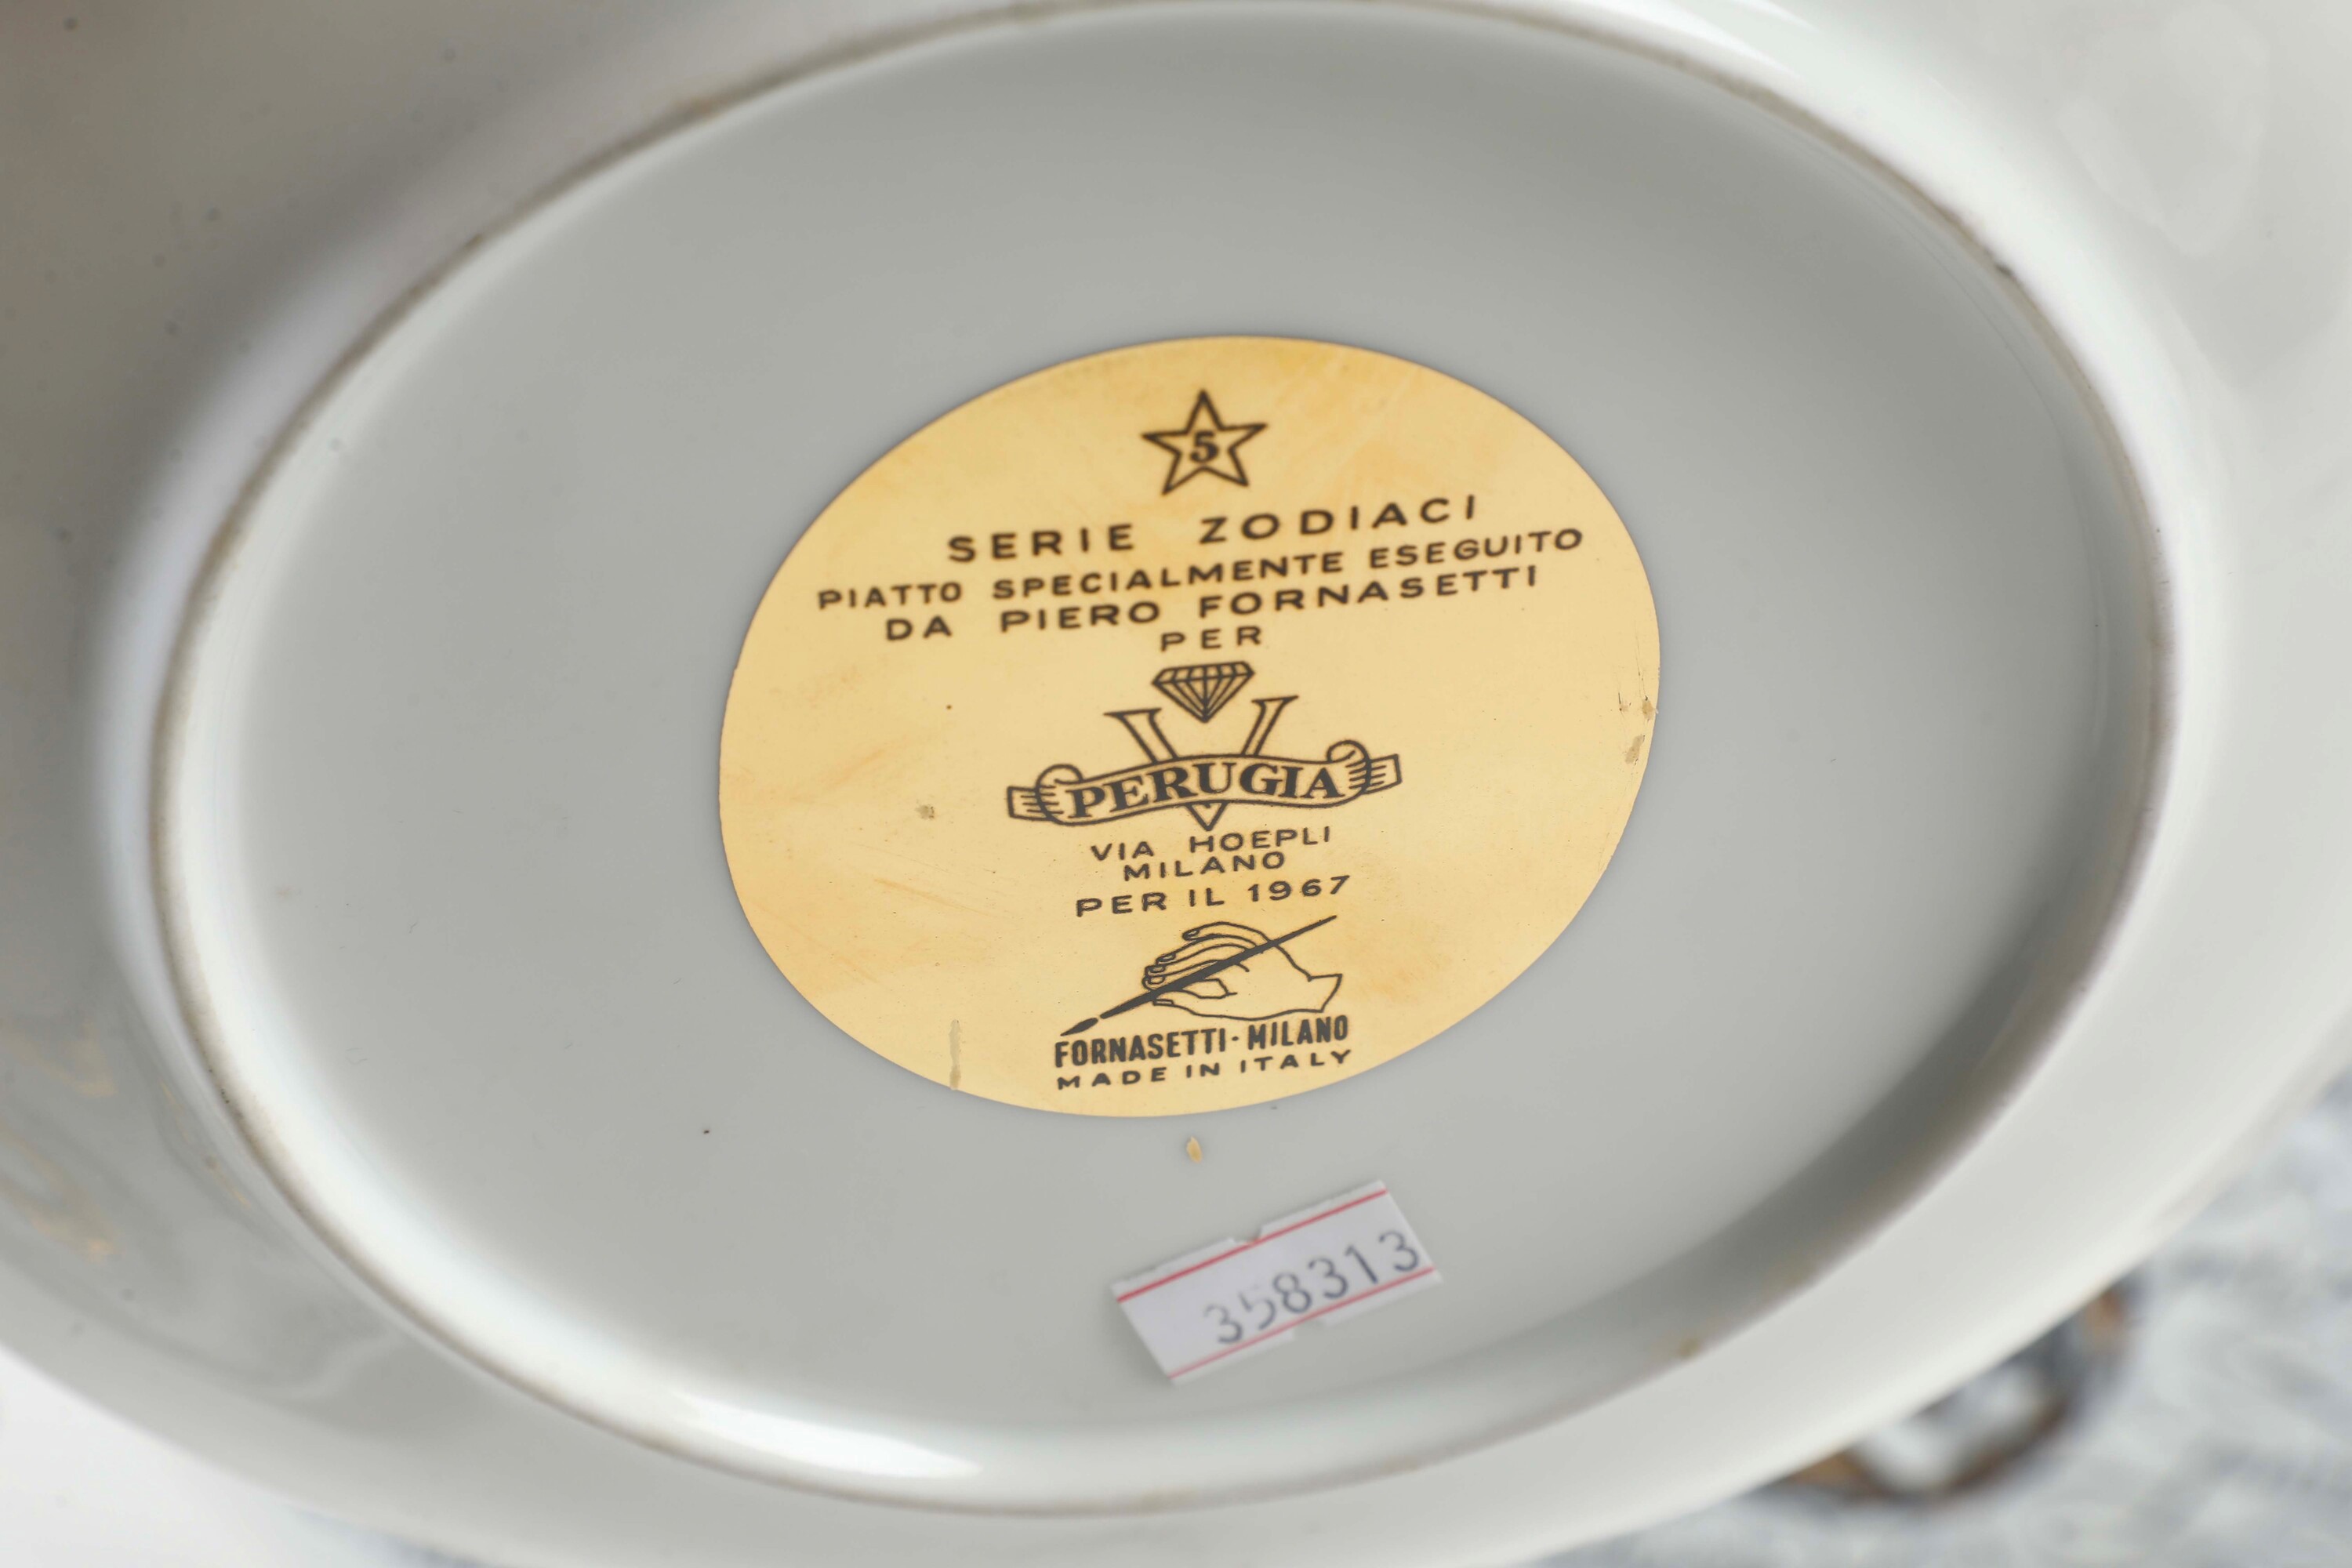 5
SERIE ZODIACI
PIATTO SPECIALMENTE ESEGUITO
DA PIERO FORNASETTI
PER
V
PERUGIA
VIA HOEPLI
MILANO
PER IL 1967
FORNASETTI·MILANO
MADE IN ITALY
358313